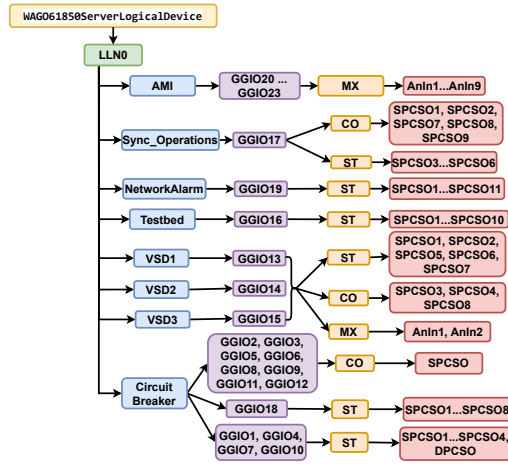 WAGO61850ServerLogicalDevice
LLN0
AMI
GGIO20 ...
GGIO23
MX
AnIn1...AnIn9
Sync_Operations
GGIO17
CO
SPCSO1, SPCSO2,
SPCSO7, SPCSO8,
SPCSO9
ST
SPCSO3...SPCSO6
NetworkAlarm
GGIO19
ST
SPCSO1...SPCSO11
Testbed
GGIO16
ST
SPCSO1...SPCSO10
VSD1
GGIO13
VSD2
GGIO14
VSD3
GGIO15
ST
SPCSO1, SPCSO2,
SPCSO5, SPCSO6,
SPCSO7
CO
SPCSO3, SPCSO4,
SPCSO8
MX
AnIn1, AnIn2
Circuit
Breaker
GGIO2, GGIO3,
GGIO5, GGIO6,
GGIO8, GGIO9,
GGIO11, GGIO12
CO
SPCSO
GGIO18
ST
SPCSO1...SPCSO8
GGIO1, GGIO4,
GGIO7, GGIO10
ST
SPCSO1...SPCSO4,
DPCSO